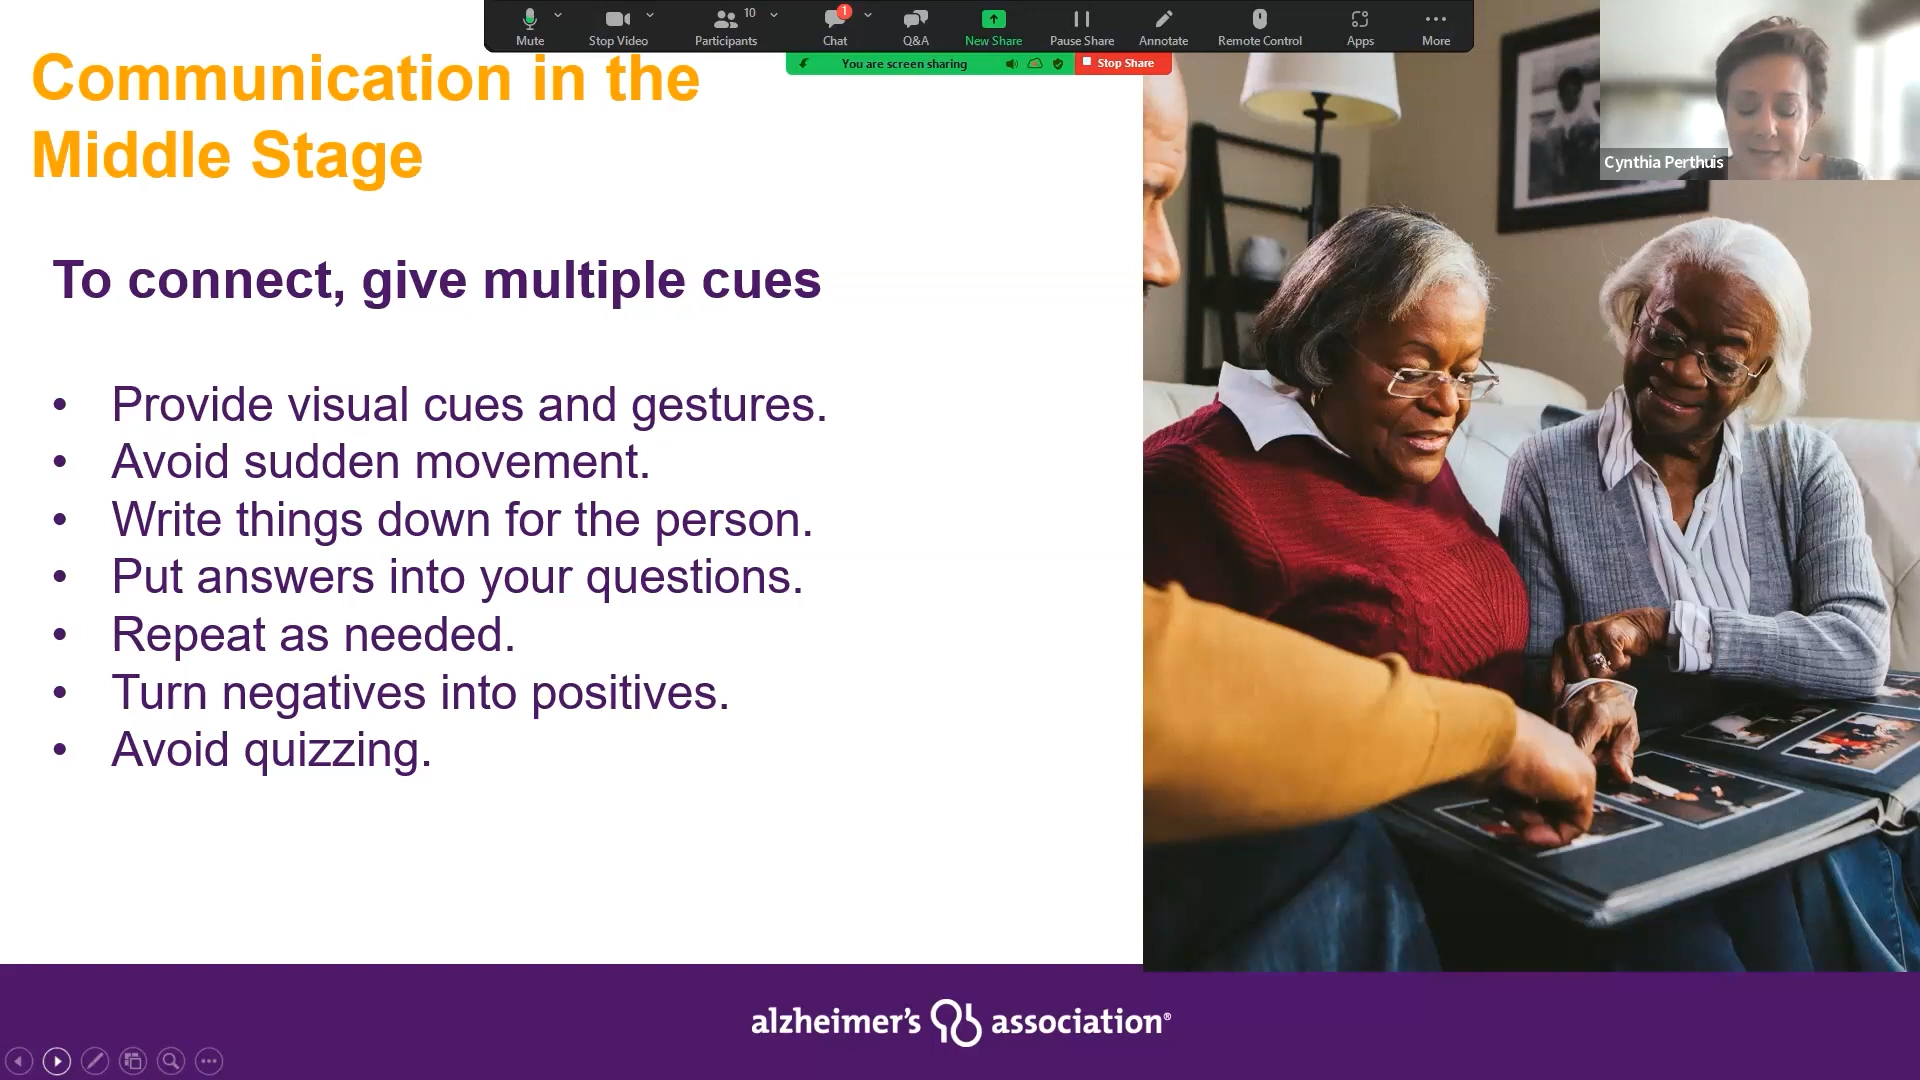 Mute
Stop Video
10
Participants
1
Chat
Q&A
New Share
Pause Share
Annotate
Remote Control
Apps
More
You are screen sharing
Stop Share
Cynthia Perthuis
Communication in the
Middle Stage
To connect, give multiple cues
• Provide visual cues and gestures.
• Avoid sudden movement.
• Write things down for the person.
• Put answers into your questions.
• Repeat as needed.
• Turn negatives into positives.
• Avoid quizzing.
alzheimer's association®